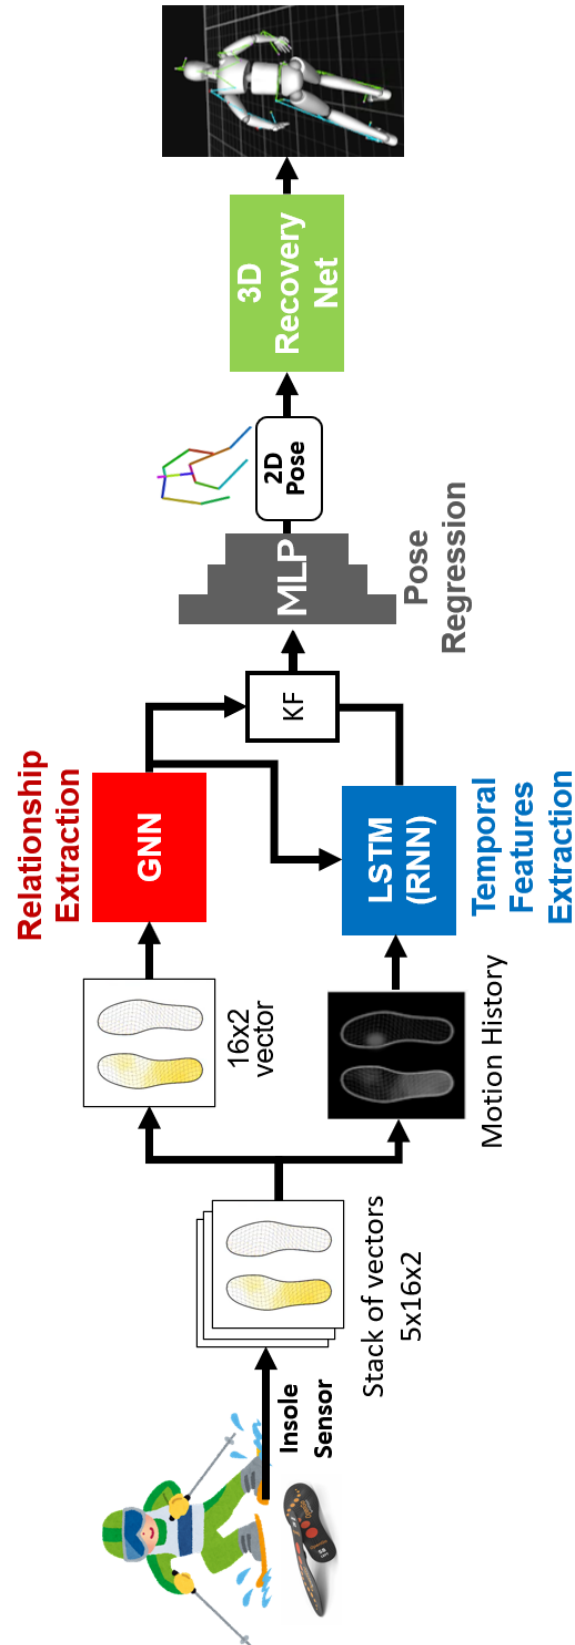 Insole
Sensor
Stack of vectors
5x16x2
16x2
vector
Motion History
Relationship
Extraction
GNN
LSTM
(RNN)
Temporal
Features
Extraction
KF
MLP
Pose
Regression
2D
Pose
3D
Recovery
Net